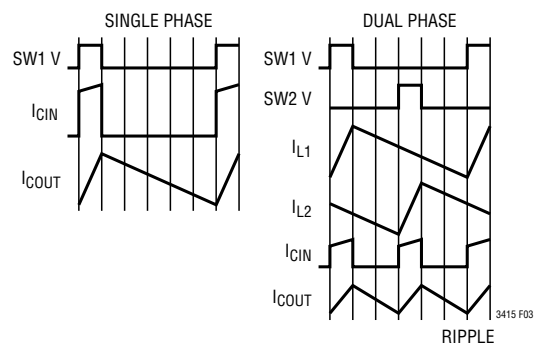 SINGLE PHASE
SW1 V
ICIN
ICOUT
DUAL PHASE
SW1 V
SW2 V
IL1
IL2
ICIN
ICOUT
3415 F03
RIPPLE